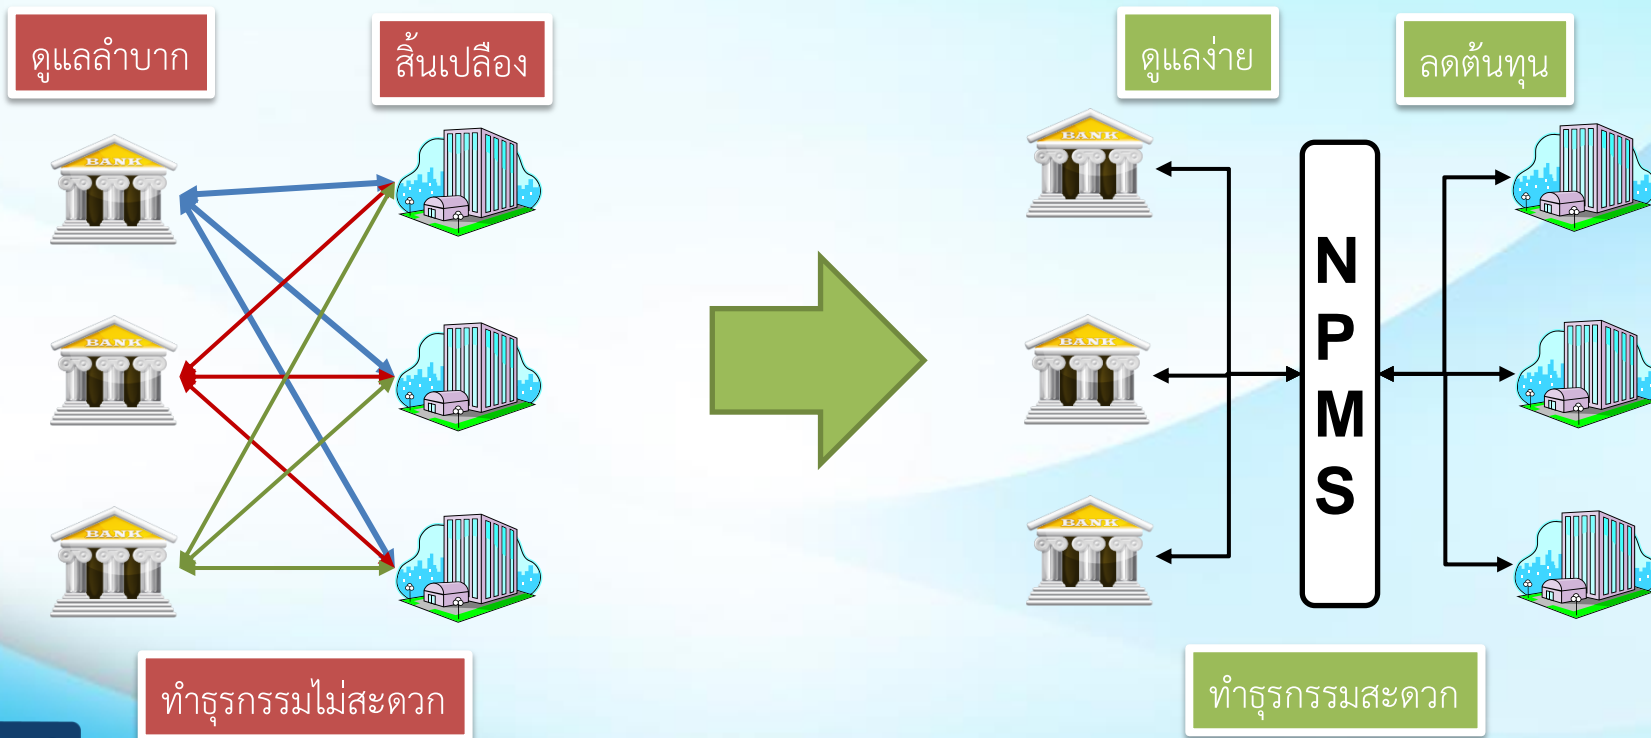 ดูแลลำบาก
สิ้นเปลือง
ดูแลง่าย
ลดต้นทุน
BANK
BANK
BANK
BANK
BANK
BANK
N
P
M
S
ทำธุรกรรมไม่สะดวก
ทำธุรกรรมสะดวก